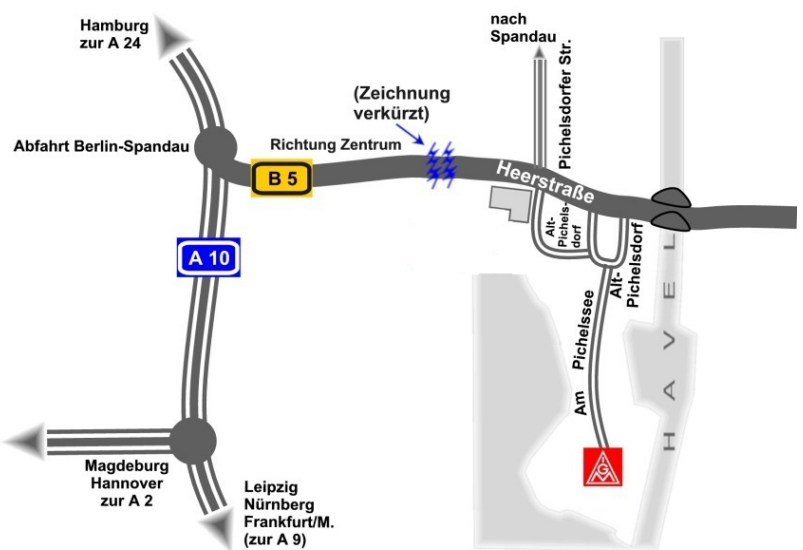 Hamburg
zur A 24
nach
Spandau
Pichelsdorfer Str.
(Zeichnung
verkürzt)
Abfahrt Berlin-Spandau
Richtung Zentrum
B 5
Heerstraße
Alt-
Pichels-
dorf
Alt-
Pichelsdorf
A 10
Am Pichelssee
HAVEL
IGM
Magdeburg
Hannover
zur A 2
Leipzig
Nürnberg
Frankfurt/M.
(zur A 9)